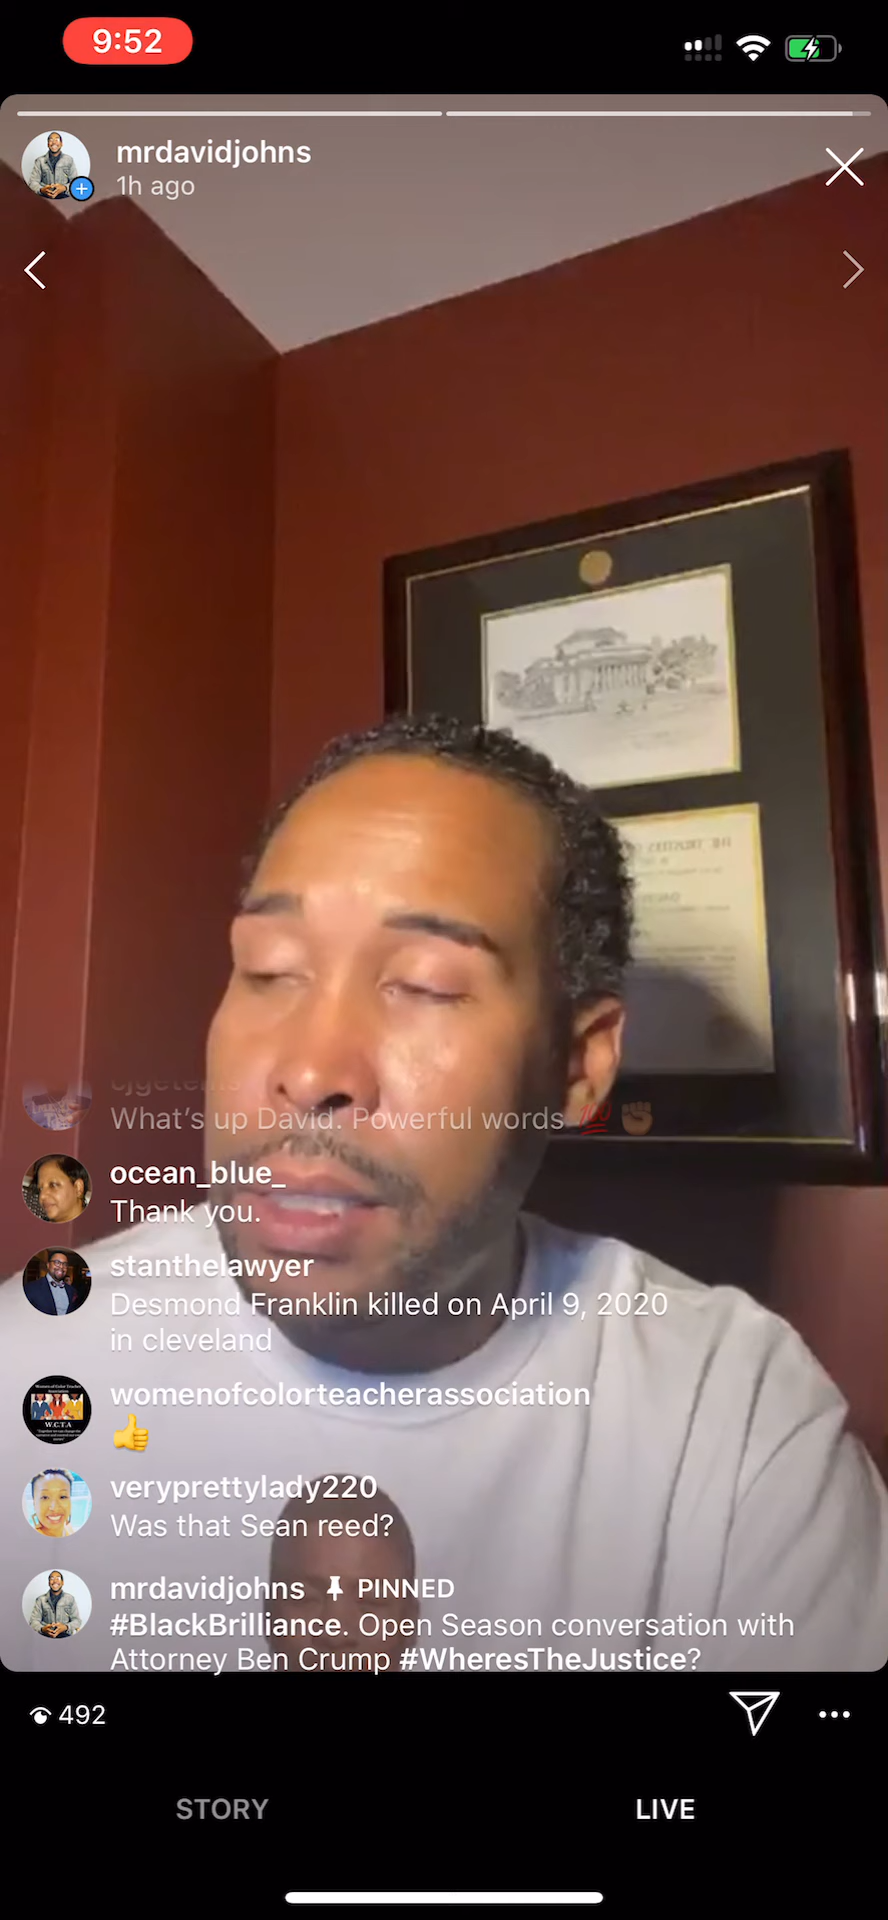 9:52
mrdavidjohns
1h ago
What's up David. Powerful words 💯 ✊🏾
ocean_blue_
Thank you.
stanthelawyer
Desmond Franklin killed on April 9, 2020
in cleveland
womenofcolorteacherassociation
👍
W.C.T.A
veryprettylady220
Was that Sean reed?
mrdavidjohns PINNED
#BlackBrilliance. Open Season conversation with
Attorney Ben Crump #WheresTheJustice?
492
STORY
LIVE